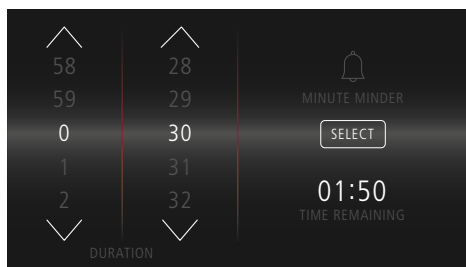 58 28
59 29
MINUTE MINDER
0 30
SELECT
1 31
01:50
2 32
TIME REMAINING
DURATION